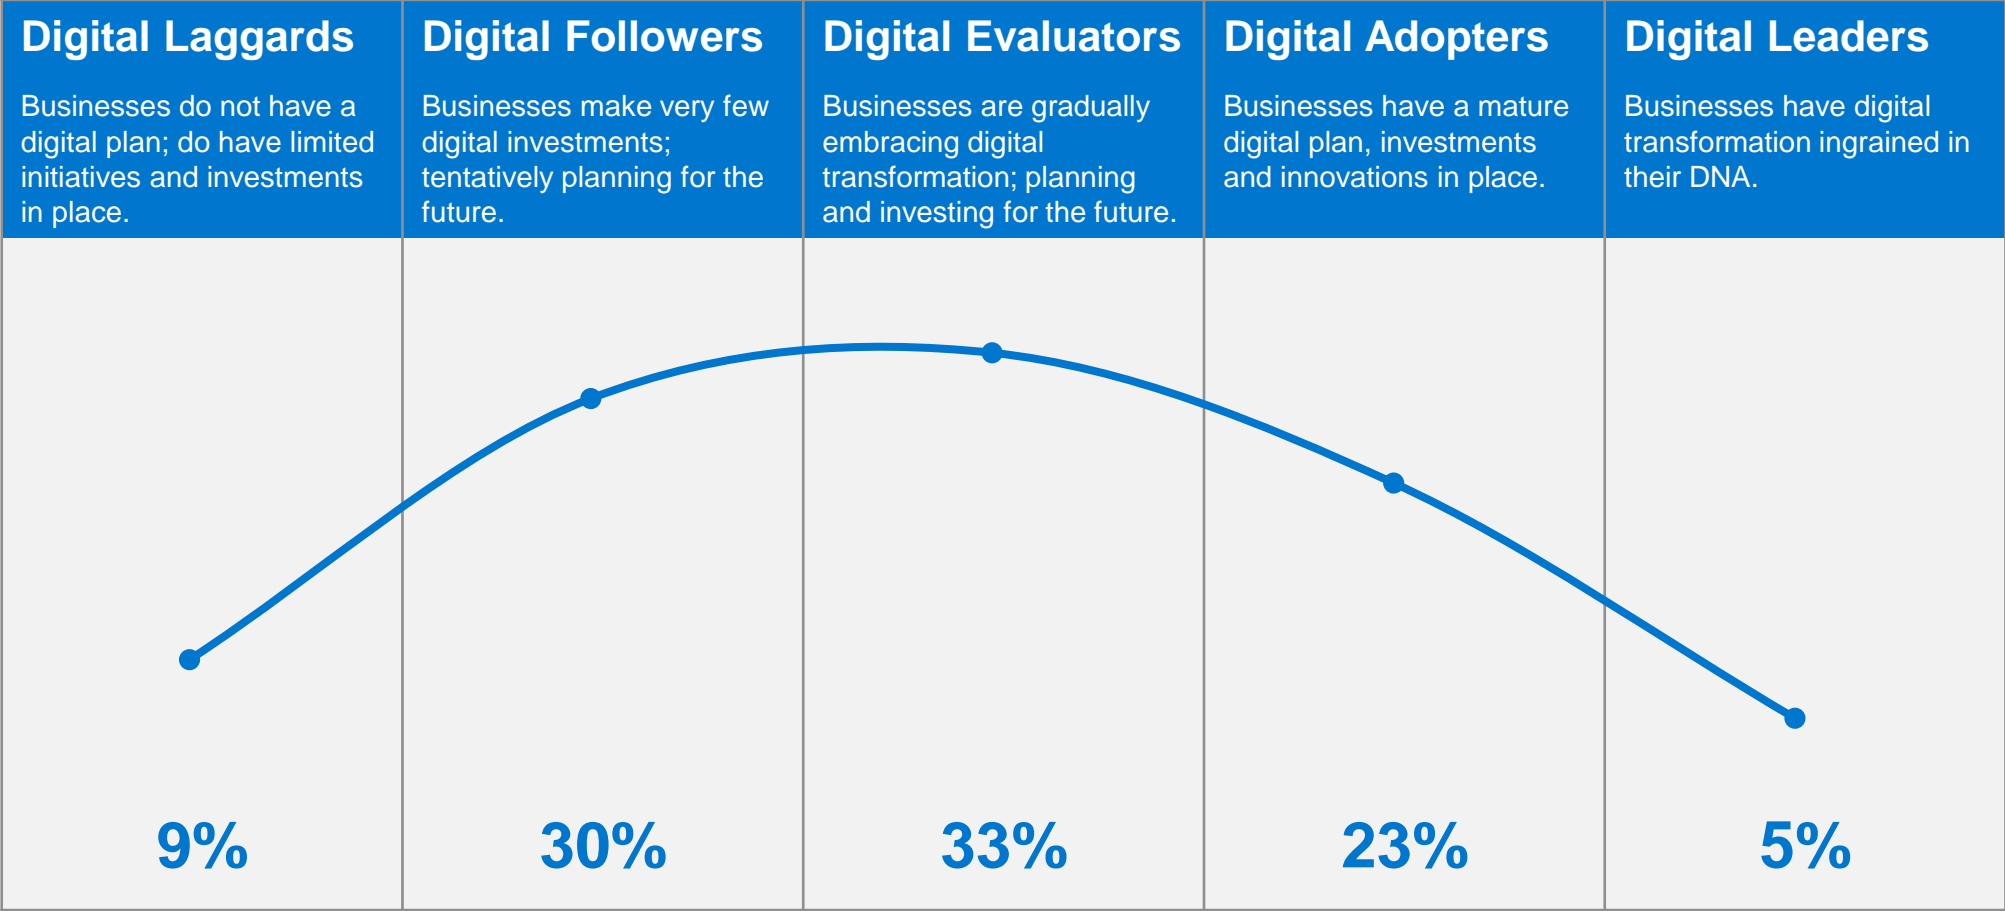 Digital Laggards
Businesses do not have a
digital plan; do have limited
initiatives and investments
in place.
Digital Followers
Businesses make very few
digital investments;
tentatively planning for the
future.
Digital Evaluators
Businesses are gradually
embracing digital
transformation; planning
and investing for the future.
Digital Adopters
Businesses have a mature
digital plan, investments
and innovations in place.
Digital Leaders
Businesses have digital
transformation ingrained in
their DNA.
9%
30%
33%
23%
5%